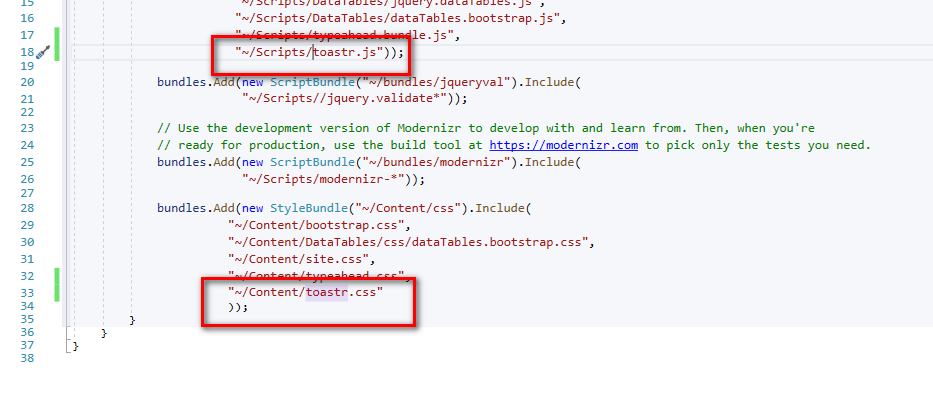 15 "~/Scripts/DataTables/jquery.dataTables.js",
16 "~/Scripts/DataTables/dataTables.bootstrap.js",
17 "~/Scripts/typeahead.bundle.js",
18 "~/Scripts/toastr.js"));
19
20 bundles.Add(new ScriptBundle("~/bundles/jqueryval").Include(
21 "~/Scripts//jquery.validate*"));
22
23 // Use the development version of Modernizr to develop with and learn from. Then, when you're
24 // ready for production, use the build tool at https://modernizr.com to pick only the tests you need.
25 bundles.Add(new ScriptBundle("~/bundles/modernizr").Include(
26 "~/Scripts/modernizr-*"));
27
28 bundles.Add(new StyleBundle("~/Content/css").Include(
29 "~/Content/bootstrap.css",
30 "~/Content/DataTables/css/dataTables.bootstrap.css",
31 "~/Content/site.css",
32 "~/Content/typeahead.css",
33 "~/Content/toastr.css"
34 ));
35 }
36 }
37 }
38